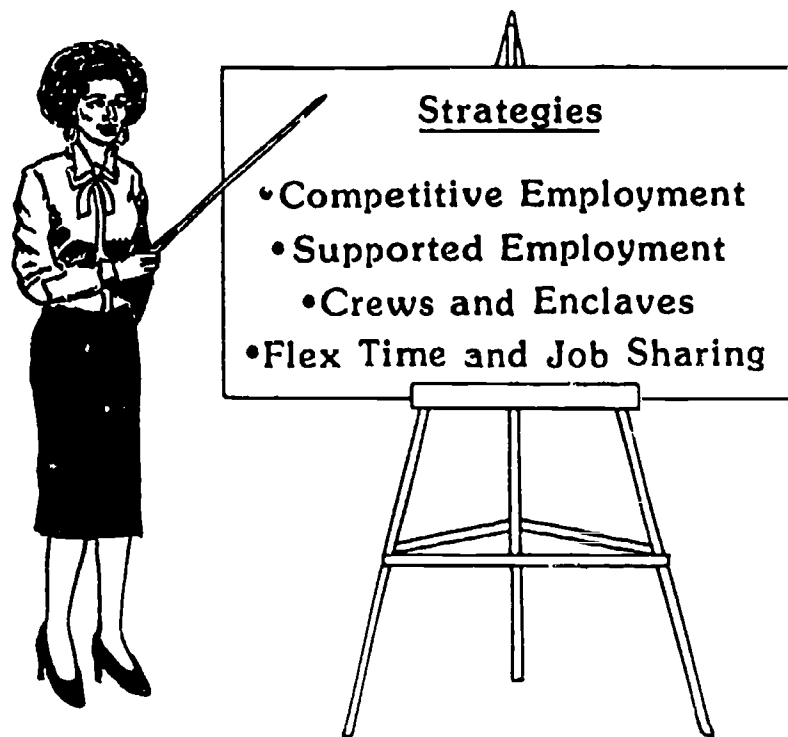 Strategies
•Competitive Employment
•Supported Employment
•Crews and Enclaves
•Flex Time and Job Sharing